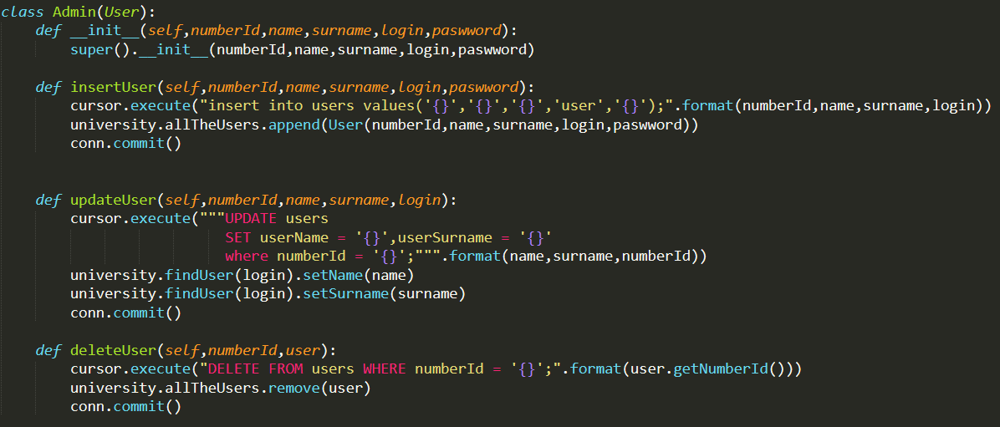 class Admin(User):
    def __init__(self,numberId,name,surname,login,paswword):
        super().__init__(numberId,name,surname,login,paswword)
    def insertUser(self,numberId,name,surname,login,paswword):
        cursor.execute("insert into users values('{}','{}','{}','user','{}');".format(numberId,name,surname,login))
        university.allTheUsers.append(User(numberId,name,surname,login,paswword))
        conn.commit()
    def updateUser(self,numberId,name,surname,login):
        cursor.execute("""UPDATE users
                          SET userName = '{}',userSurname = '{}'
                          where numberId = '{}';""".format(name,surname,numberId))
        university.findUser(login).setName(name)
        university.findUser(login).setSurname(surname)
        conn.commit()
    def deleteUser(self,numberId,user):
        cursor.execute("DELETE FROM users WHERE numberId = '{}';".format(user.getNumberId()))
        university.allTheUsers.remove(user)
        conn.commit()